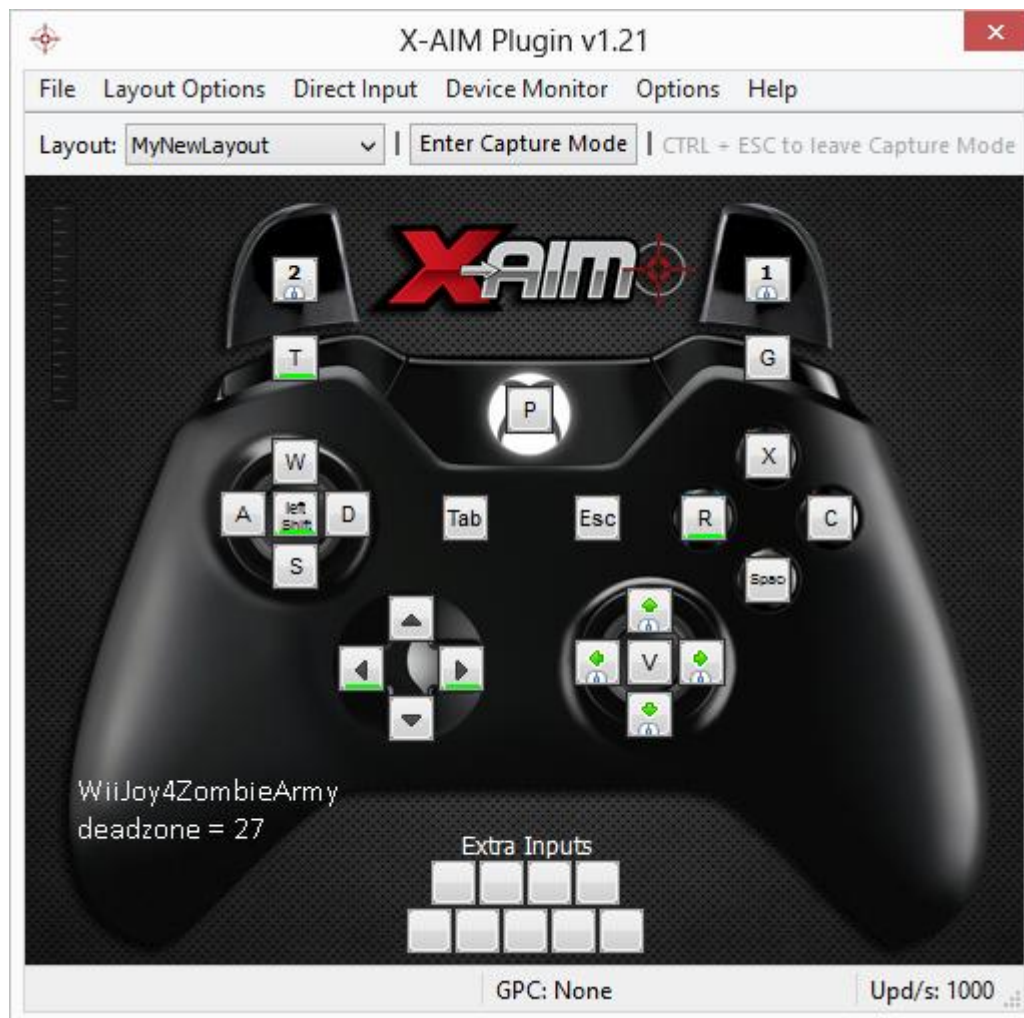 X-AIM Plugin v1.21
File Layout Options Direct Input Device Monitor Options Help
Layout: MyNewLayout | Enter Capture Mode | CTRL + ESC to leave Capture Mode
X-AIM
2 1
T G
P
W X
A left Shift D Tab Esc R C
S Spac
V
WiiJoy4ZombieArmy
deadzone = 27
Extra Inputs
GPC: None Upd/s: 1000